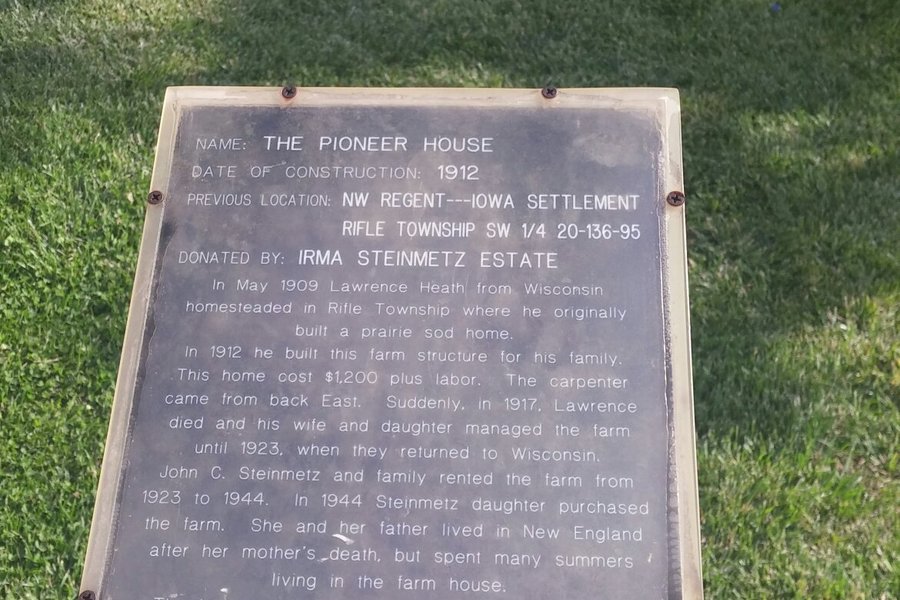 NAME: THE PIONEER HOUSE
DATE OF CONSTRUCTION: 1912
PREVIOUS LOCATION: NW REGENT---IOWA SETTLEMENT
RIFLE TOWNSHIP SW 1/4 20-136-95
DONATED BY: IRMA STEINMETZ ESTATE
In May 1909 Lawrence Heath from Wisconsin
homesteaded in Rifle Township where he originally
built a prairie sod home.
In 1912 he built this farm structure for his family.
This home cost $1,200 plus labor. The carpenter
came from back East. Suddenly, in 1917, Lawrence
died and his wife and daughter managed the farm
until 1923, when they returned to Wisconsin.
John C. Steinmetz and family rented the farm from
1923 to 1944. In 1944 Steinmetz daughter purchased
the farm. She and her father lived in New England
after her mother's death, but spent many summers
living in the farm house.